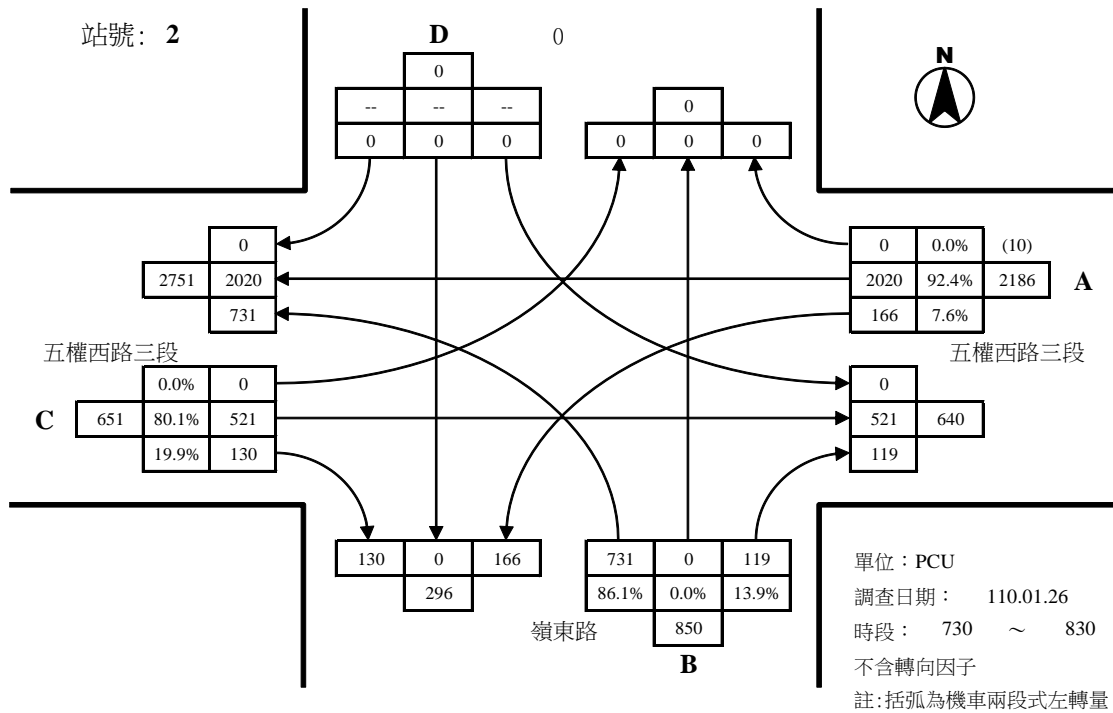 站號: 2
D
0
N
0
-- -- --
0 0 0
0
0 0 0
0
2751 2020
731
0 0.0% (10)
2020 92.4% 2186
166 7.6%
A
五權西路三段
五權西路三段
C
0.0% 0
651 80.1% 521
19.9% 130
0
521 640
119
130 0 166
296
731 0 119
86.1% 0.0% 13.9%
850
嶺東路
B
單位：PCU
調查日期： 110.01.26
時段： 730 ～ 830
不含轉向因子
註:括弧為機車兩段式左轉量